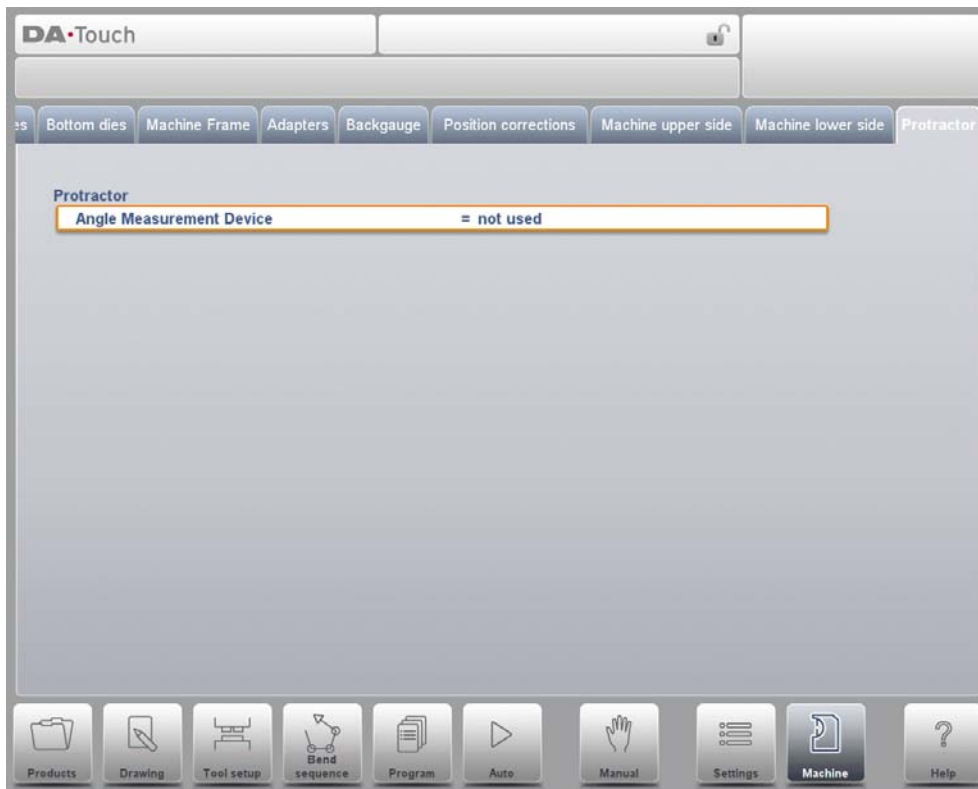 DA·Touch
es Bottom dies Machine Frame Adapters Backgauge Position corrections Machine upper side Machine lower side Protractor
Protractor
Angle Measurement Device = not used
Products Drawing Tool setup Bend sequence Program Auto Manual Settings Machine Help